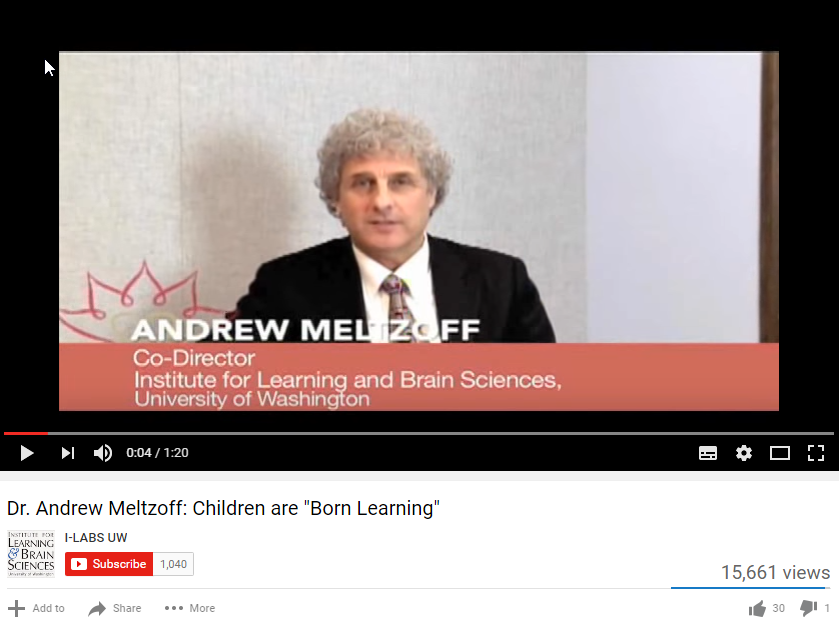 ANDREW MELTZOFF
Co-Director
Institute for Learning and Brain Sciences,
University of Washington
0:04 / 1:20
Dr. Andrew Meltzoff: Children are "Born Learning"
INSTITUTE FOR
LEARNING
& BRAIN
SCIENCES
University of Washington
I-LABS UW
Subscribe 1,040
15,661 views
Add to Share More 30 1